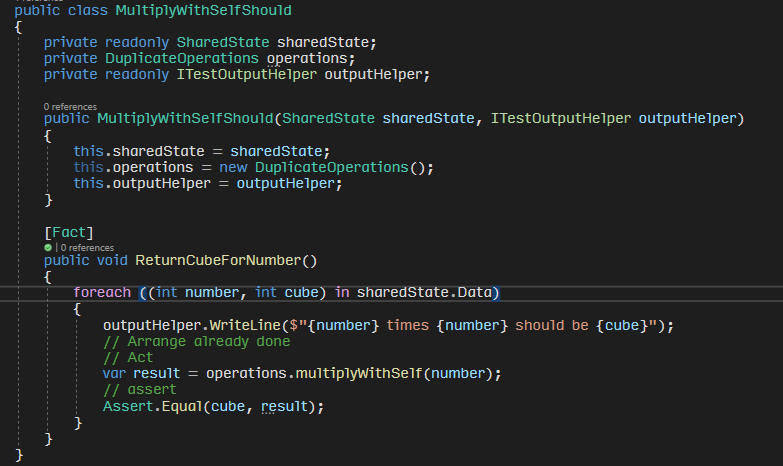 public class MultiplyWithSelfShould
{
private readonly SharedState sharedState;
private DuplicateOperations operations;
private readonly ITestOutputHelper outputHelper;
0 references
public MultiplyWithSelfShould(SharedState sharedState, ITestOutputHelper outputHelper)
{
this.sharedState = sharedState;
this.operations = new DuplicateOperations();
this.outputHelper = outputHelper;
}
[Fact]
| 0 references
public void ReturnCubeForNumber()
{
foreach ((int number, int cube) in sharedState.Data)
{
outputHelper.WriteLine($"{number} times {number} should be {cube}");
// Arrange already done
// Act
var result = operations.multiplyWithSelf(number);
// assert
Assert.Equal(cube, result);
}
}
}